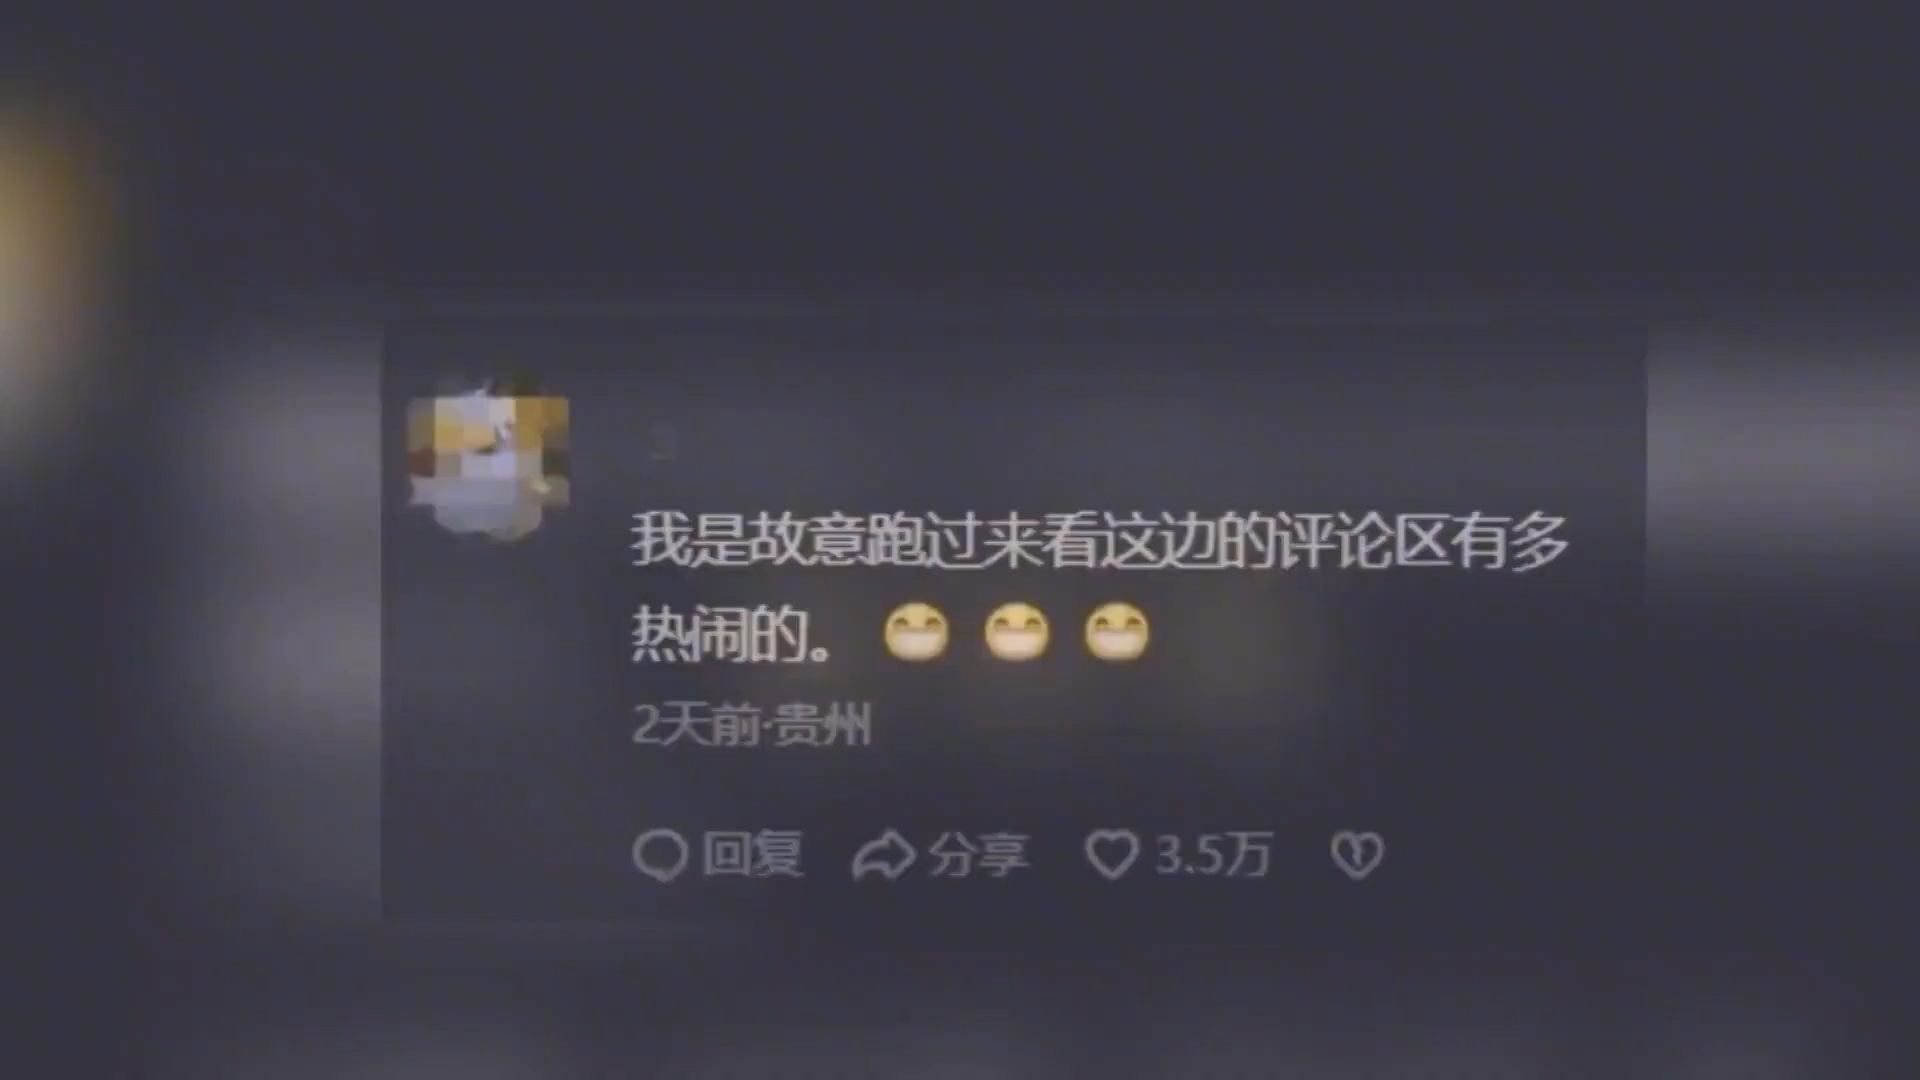 我是故意跑过来看这边的评论区有多
热闹的。😁😁😁
2天前·贵州
回复 分享 3.5万